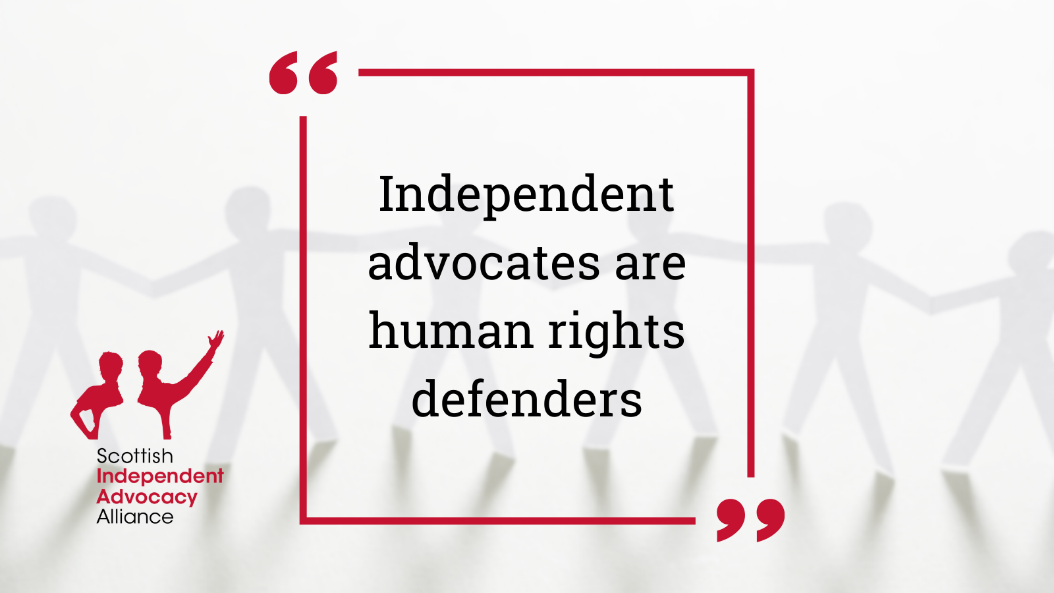 “
Independent
advocates are
human rights
defenders
”
Scottish
Independent
Advocacy
Alliance